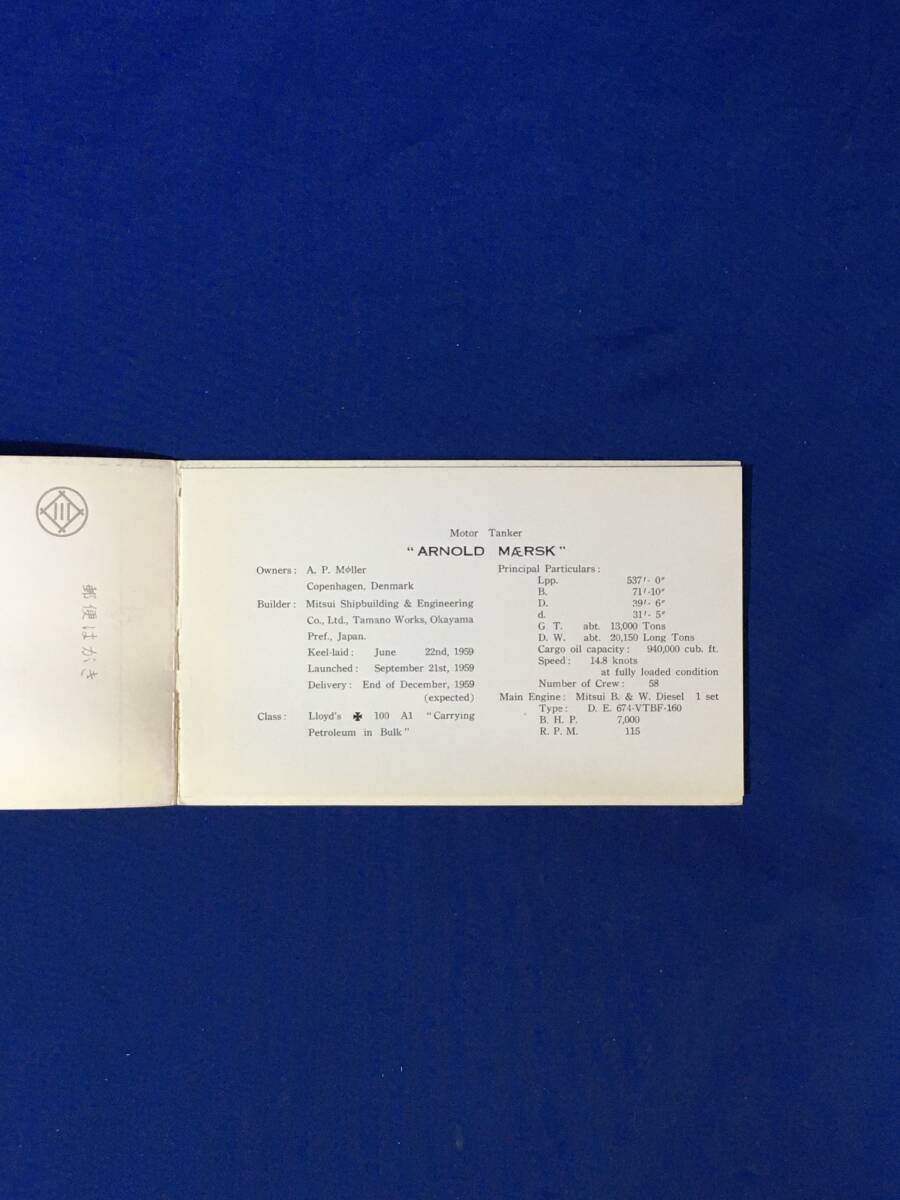 郵便はがき
Motor Tanker
"ARNOLD MÆRSK"
Owners: A. P. Møller
Copenhagen, Denmark
Builder: Mitsui Shipbuilding & Engineering
Co., Ltd., Tamano Works, Okayama
Pref., Japan.
Keel-laid: June 22nd, 1959
Launched: September 21st, 1959
Delivery: End of December, 1959
(expected)
Class: Lloyd's ✠ 100 A1 "Carrying
Petroleum in Bulk"
Principal Particulars:
Lpp. 537'- 0"
B. 71'-10"
D. 39'- 6"
d. 31'- 5"
G. T. abt. 13,000 Tons
D. W. abt. 20,150 Long Tons
Cargo oil capacity: 940,000 cub. ft.
Speed: 14.8 knots
at fully loaded condition
Number of Crew: 58
Main Engine: Mitsui B. & W. Diesel 1 set
Type: D. E. 674-VTBF-160
B. H. P. 7,000
R. P. M. 115